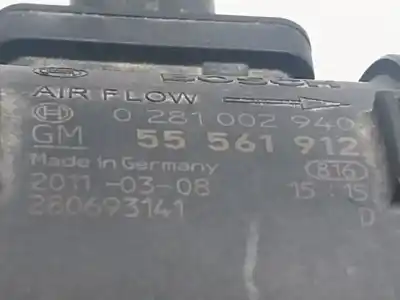 BOSCH
AIR FLOW
0 281 002 940
GM 55 561 912
Made in Germany B16
2011-03-08 15:15
280693141 D